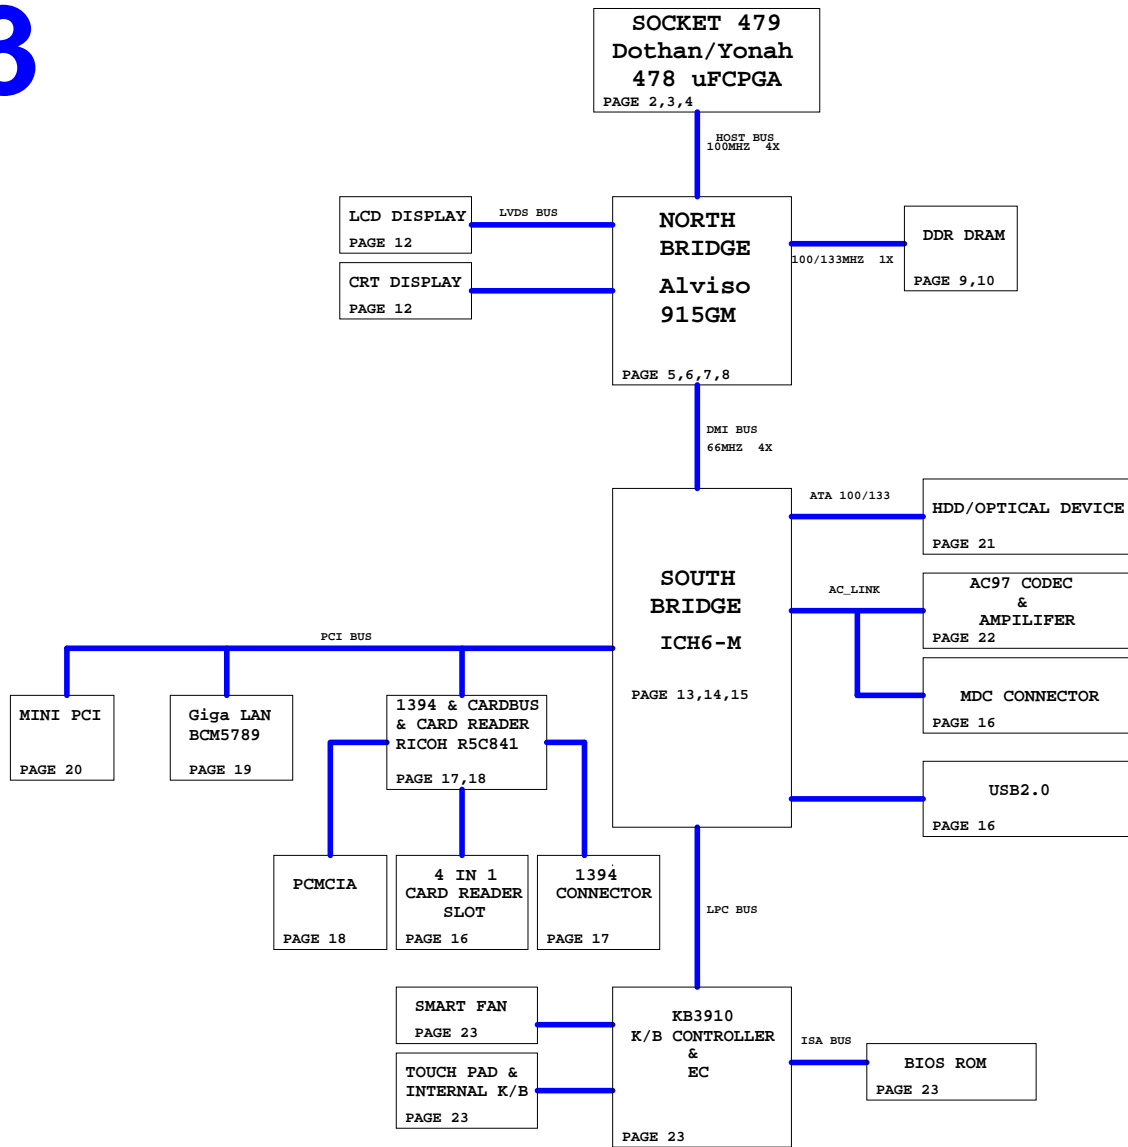 3
SOCKET 479
Dothan/Yonah
478 uFCPGA
PAGE 2,3,4
HOST BUS
100MHZ 4X
LCD DISPLAY
PAGE 12
LVDS BUS
CRT DISPLAY
PAGE 12
NORTH
BRIDGE
Alviso
915GM
PAGE 5,6,7,8
100/133MHZ 1X
DDR DRAM
PAGE 9,10
DMI BUS
66MHZ 4X
SOUTH
BRIDGE
ICH6-M
PAGE 13,14,15
ATA 100/133
HDD/OPTICAL DEVICE
PAGE 21
AC_LINK
AC97 CODEC
&
AMPILIFER
PAGE 22
MDC CONNECTOR
PAGE 16
USB2.0
PAGE 16
PCI BUS
MINI PCI
PAGE 20
Giga LAN
BCM5789
PAGE 19
1394 & CARDBUS
& CARD READER
RICOH R5C841
PAGE 17,18
PCMCIA
PAGE 18
4 IN 1
CARD READER
SLOT
PAGE 16
1394
CONNECTOR
PAGE 17
LPC BUS
SMART FAN
PAGE 23
TOUCH PAD &
INTERNAL K/B
PAGE 23
KB3910
K/B CONTROLLER
&
EC
PAGE 23
ISA BUS
BIOS ROM
PAGE 23